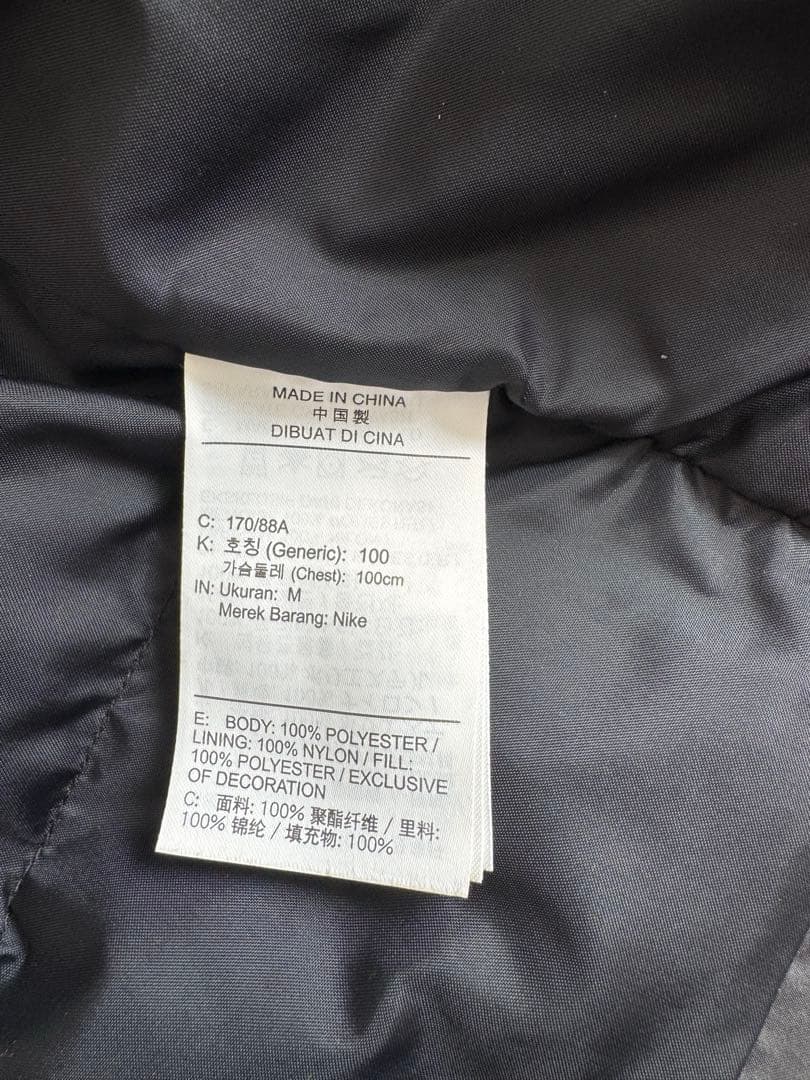 MADE IN CHINA
中国製
DIBUAT DI CINA
C: 170/88A
K: 호칭 (Generic): 100
가슴둘레 (Chest): 100cm
IN: Ukuran: M
Merek Barang: Nike
E: BODY: 100% POLYESTER /
LINING: 100% NYLON / FILL:
100% POLYESTER / EXCLUSIVE
OF DECORATION
C: 面料: 100% 聚酯纤维 / 里料:
100% 锦纶 / 填充物: 100%